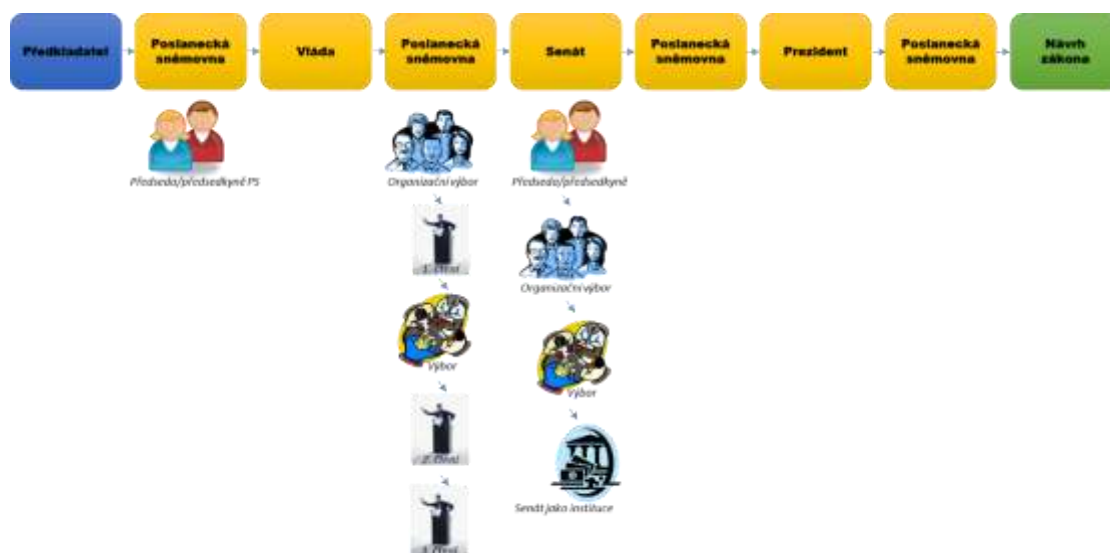 Předkladatel
Poslanecká
sněmovna
Vláda
Poslanecká
sněmovna
Senát
Poslanecká
sněmovna
Prezident
Poslanecká
sněmovna
Návrh
zákona
Předseda/předsedkyně PS
Organizační výbor
Předseda/předsedkyně
1. čtení
Organizační výbor
Výbor
Výbor
2. čtení
Senát jako instituce
3. čtení